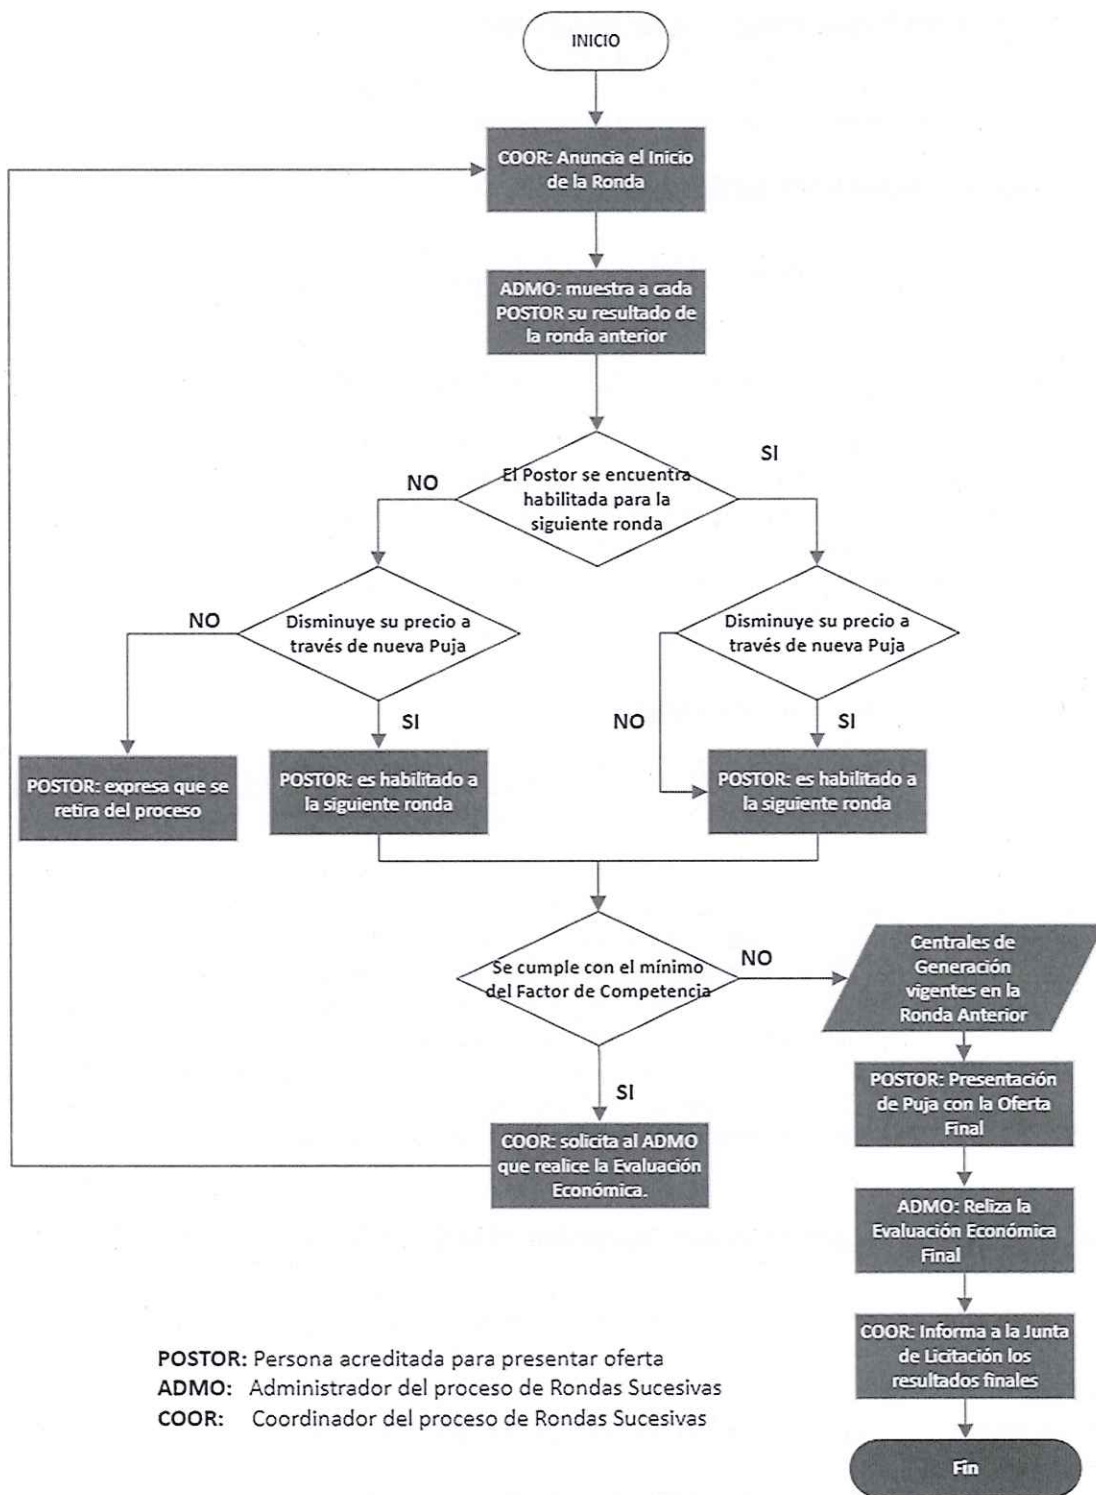 INICIO
COOR: Anuncia el Inicio
de la Ronda
ADMO: muestra a cada
POSTOR su resultado de
la ronda anterior
El Postor se encuentra
habilitada para la
siguiente ronda
NO
SI
Disminuye su precio a
través de nueva Puja
NO
SI
Disminuye su precio a
través de nueva Puja
NO
SI
POSTOR: expresa que se
retira del proceso
POSTOR: es habilitado a
la siguiente ronda
POSTOR: es habilitado a
la siguiente ronda
Se cumple con el mínimo
del Factor de Competencia
NO
SI
Centrales de
Generación
vigentes en la
Ronda Anterior
COOR: solicita al ADMO
que realice la Evaluación
Económica.
POSTOR: Presentación
de Puja con la Oferta
Final
ADMO: Reliza la
Evaluación Económica
Final
COOR: Informa a la Junta
de Licitación los
resultados finales
Fin
POSTOR: Persona acreditada para presentar oferta
ADMO: Administrador del proceso de Rondas Sucesivas
COOR: Coordinador del proceso de Rondas Sucesivas